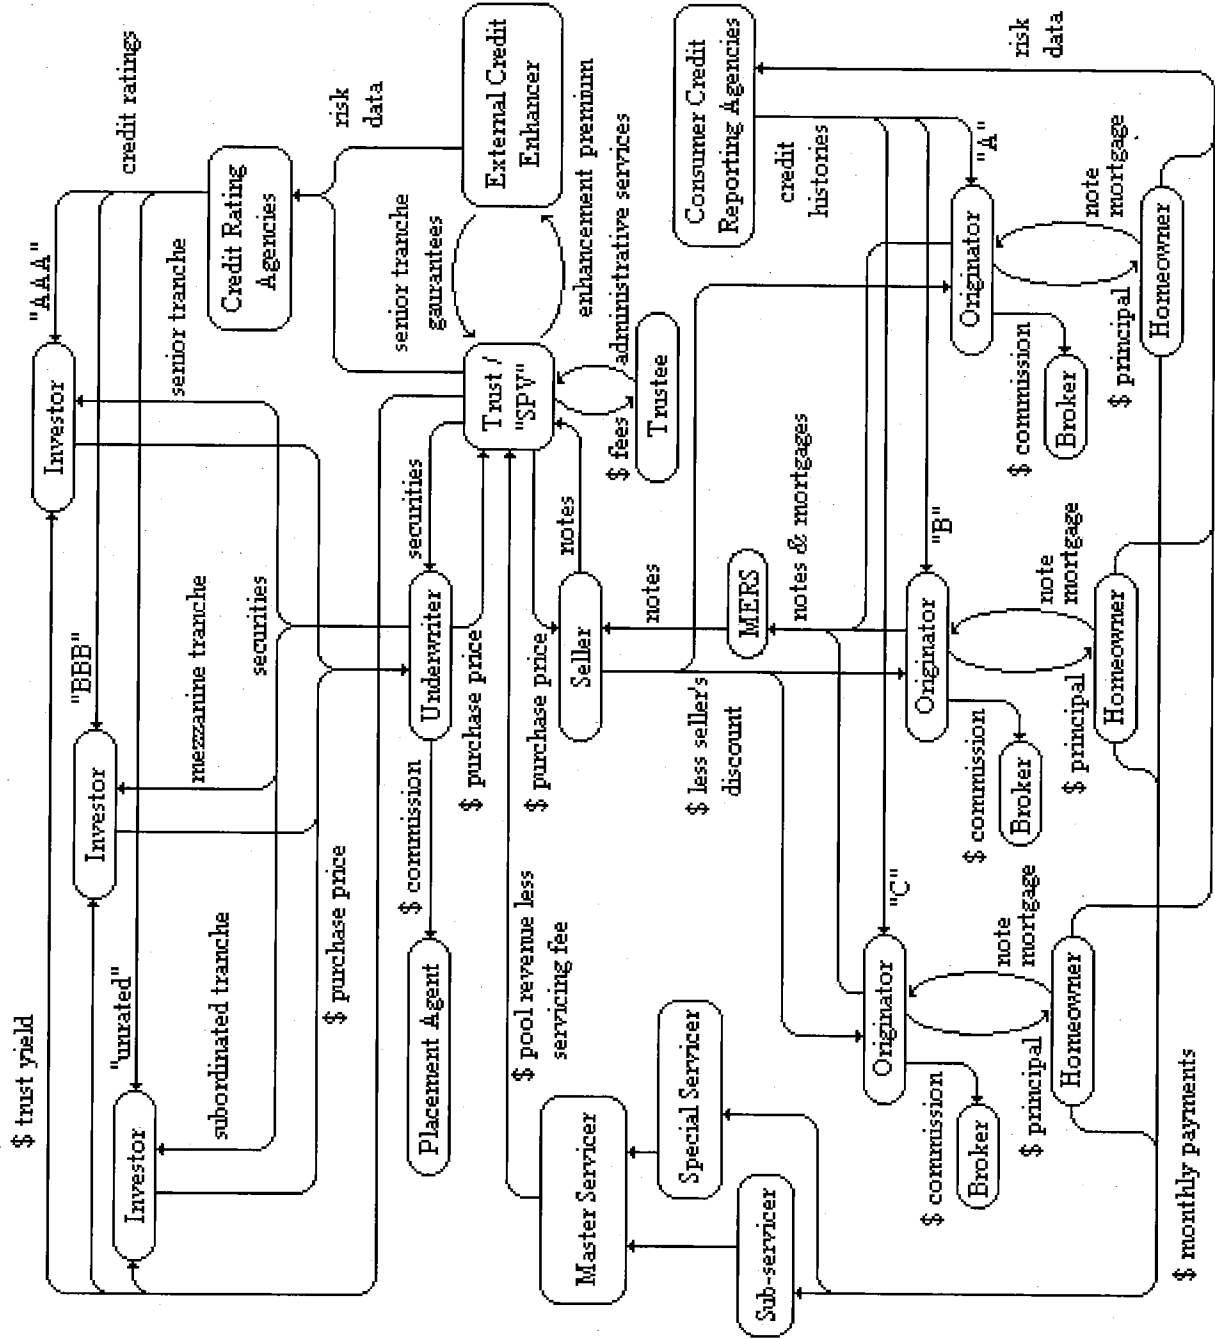 $ trust yield
"unrated"
"BBB"
"AAA"
credit ratings
Investor
Investor
Investor
subordinated tranche
mezzanine tranche
senior tranche
securities
$ purchase price
Credit Rating
Agencies
risk
data
Placement Agent
$ commission
Underwriter
securities
$ purchase price
Trust /
"SPV"
senior tranche
gaurantees
External Credit
Enhancer
enhancement premium
$ pool revenue less
servicing fee
$ purchase price
notes
Seller
$ fees
administrative services
Trustee
Master Servicer
Special Servicer
Sub-servicer
notes
$ less seller's
discount
MERS
notes & mortgages
Consumer Credit
Reporting Agencies
credit
histories
risk
data
"C"
"B"
"A"
Originator
Originator
Originator
$ commission
Broker
$ principal
note
mortgage
Homeowner
$ commission
Broker
$ principal
note
mortgage
Homeowner
$ commission
Broker
$ principal
note
mortgage
Homeowner
$ monthly payments